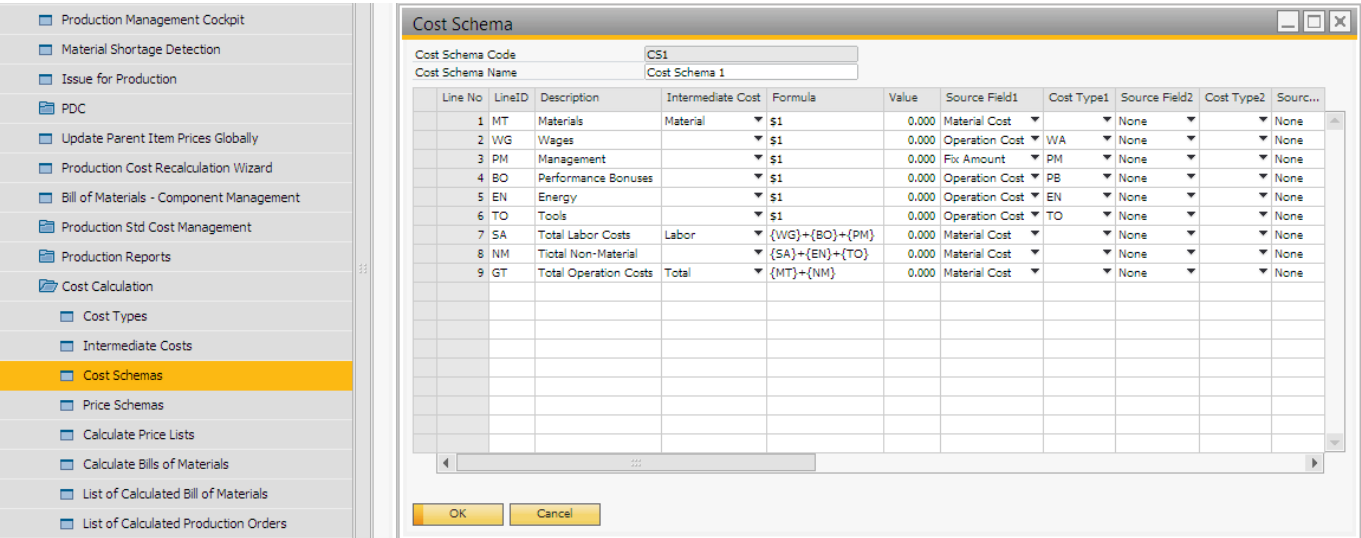 Production Management Cockpit
Material Shortage Detection
Issue for Production
PDC
Update Parent Item Prices Globally
Production Cost Recalculation Wizard
Bill of Materials - Component Management
Production Std Cost Management
Production Reports
Cost Calculation
Cost Types
Intermediate Costs
Cost Schemas
Price Schemas
Calculate Price Lists
Calculate Bills of Materials
List of Calculated Bill of Materials
List of Calculated Production Orders
Cost Schema
Cost Schema Code CS1
Cost Schema Name Cost Schema 1
Line No LineID Description Intermediate Cost Formula Value Source Field1 Cost Type1 Source Field2 Cost Type2 Sourc...
1 MT Materials Material $1 0.000 Material Cost None None
2 WG Wages $1 0.000 Operation Cost WA None None
3 PM Management $1 0.000 Fix Amount PM None None
4 BO Performance Bonuses $1 0.000 Operation Cost PB None None
5 EN Energy $1 0.000 Operation Cost EN None None
6 TO Tools $1 0.000 Operation Cost TO None None
7 SA Total Labor Costs Labor {WG}+{BO}+{PM} 0.000 Material Cost None None
8 NM Tiotal Non-Material {SA}+{EN}+{TO} 0.000 Material Cost None None
9 GT Total Operation Costs Total {MT}+{NM} 0.000 Material Cost None None
OK Cancel